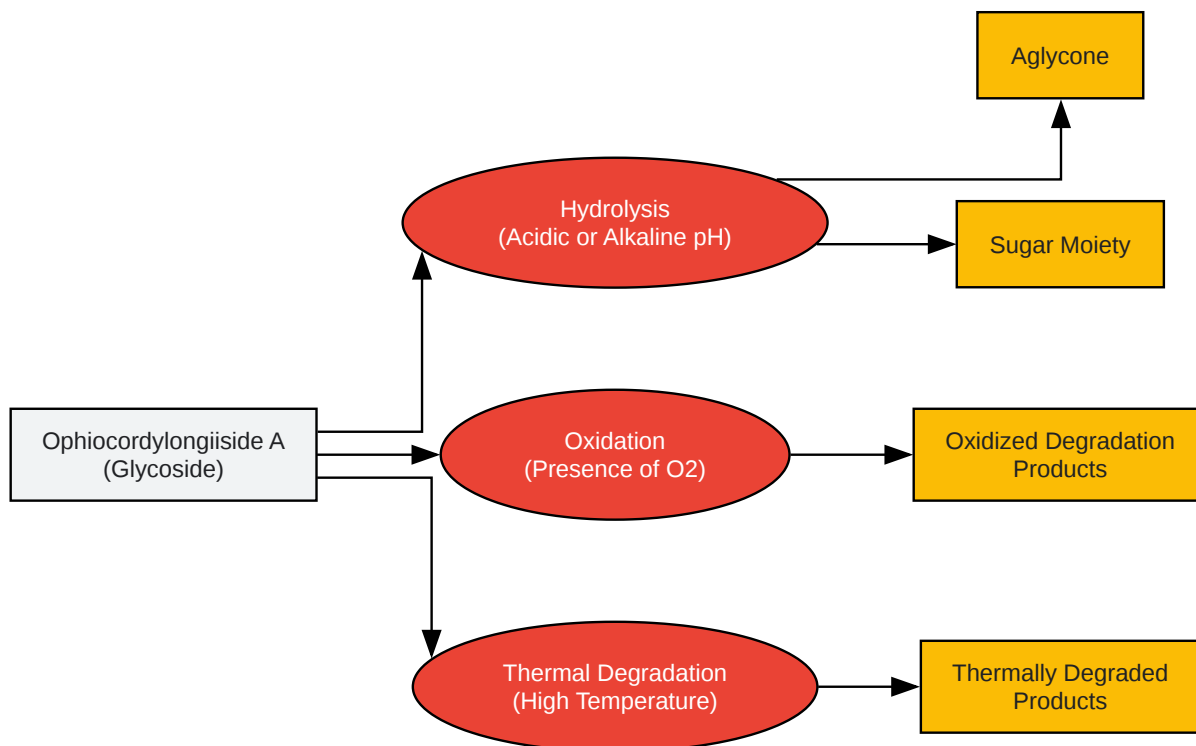 Aglycone
Hydrolysis
(Acidic or Alkaline pH)
Sugar Moiety
Ophiocordylongiiside A
(Glycoside)
Oxidation
(Presence of O2)
Oxidized Degradation
Products
Thermal Degradation
(High Temperature)
Thermally Degraded
Products